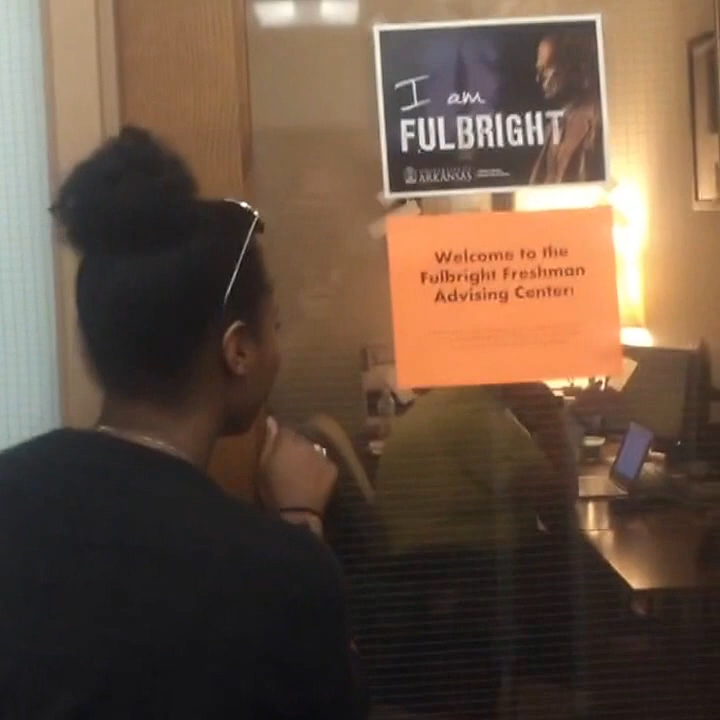 I am
FULBRIGHT
ARKANSAS
Welcome to the
Fulbright Freshman
Advising Center!